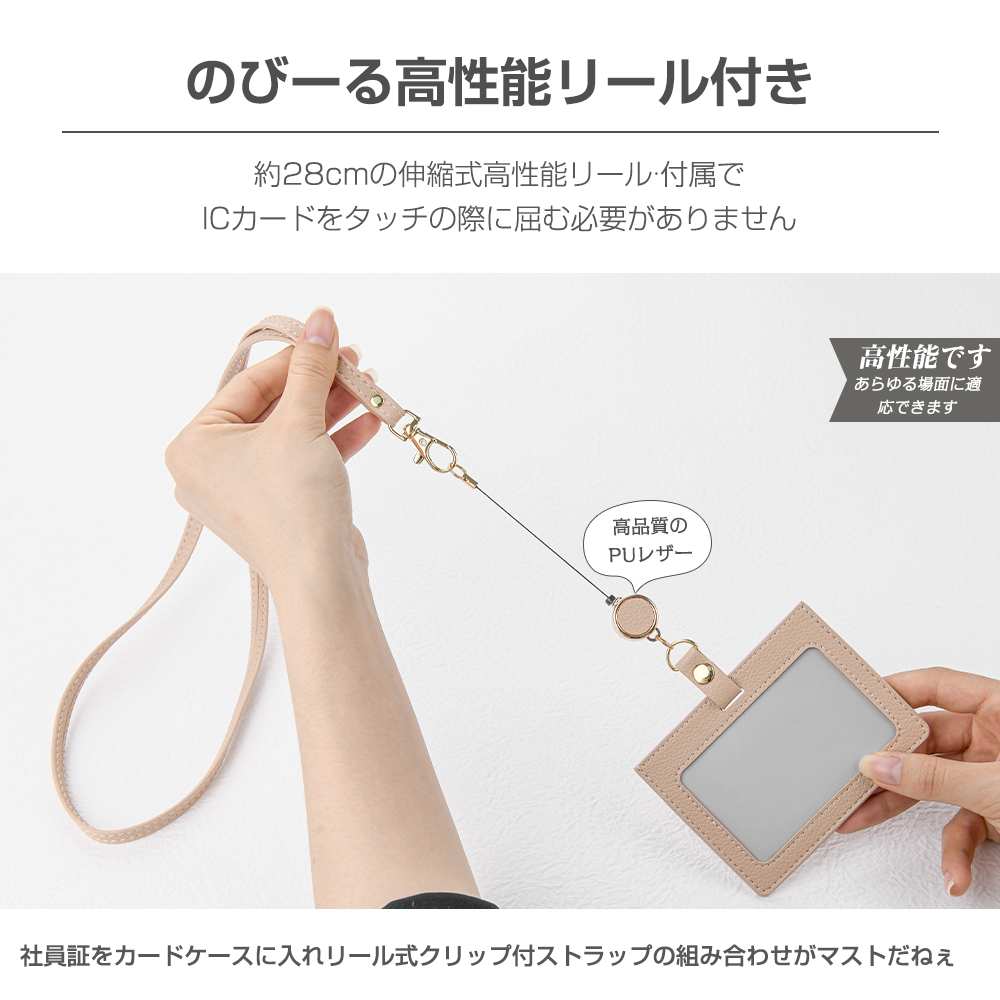 のびーる高性能リール付き
約28cmの伸縮式高性能リール·付属で
ICカードをタッチの際に屈む必要がありません
高性能です
あらゆる場面に適
応できます
高品質の
PUレザー
社員証をカードケースに入れリール式クリップ付ストラップの組み合わせがマストだねぇ